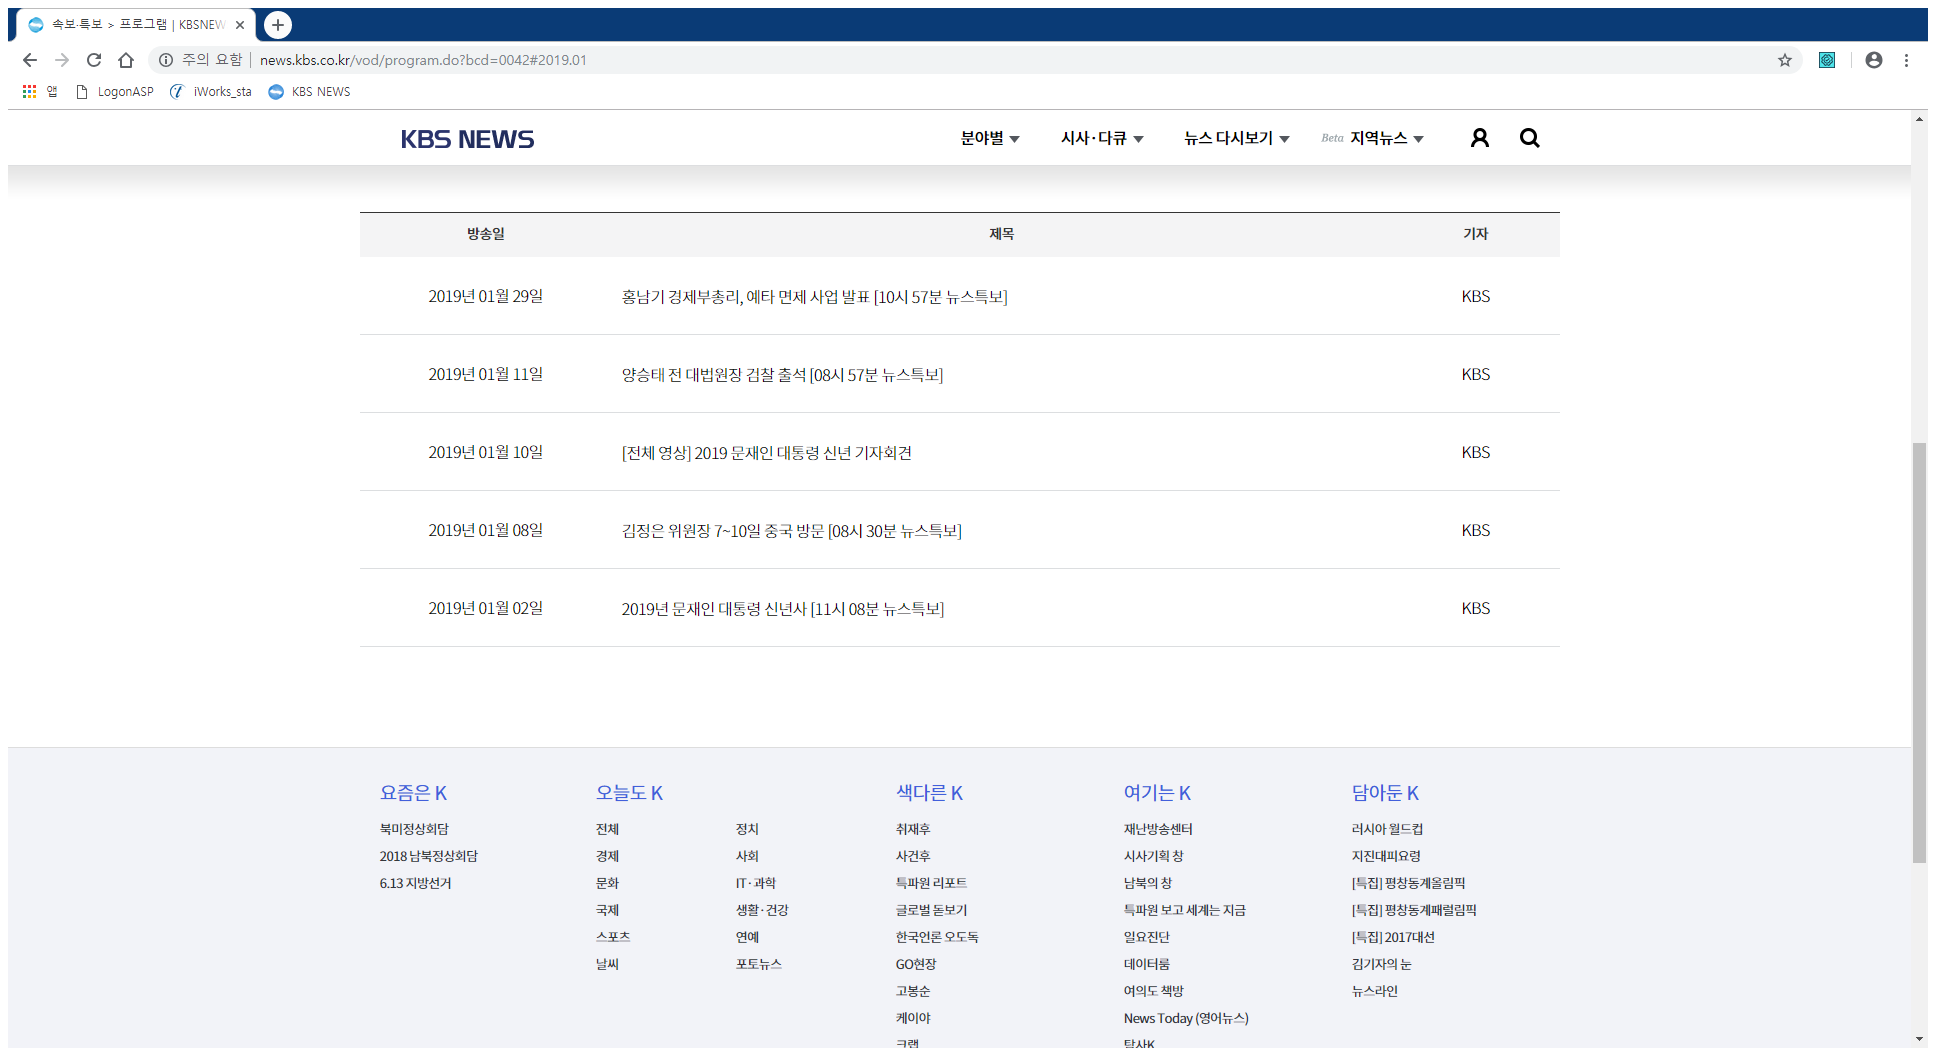 속보·특보 > 프로그램 | KBSNEW
주의 요함 | news.kbs.co.kr/vod/program.do?bcd=0042#2019.01
앱 LogonASP iWorks_sta KBS NEWS
KBS NEWS 분야별 시사·다큐 뉴스 다시보기 Beta 지역뉴스
방송일 제목 기자
2019년 01월 29일 홍남기 경제부총리, 예타 면제 사업 발표 [10시 57분 뉴스특보] KBS
2019년 01월 11일 양승태 전 대법원장 검찰 출석 [08시 57분 뉴스특보] KBS
2019년 01월 10일 [전체 영상] 2019 문재인 대통령 신년 기자회견 KBS
2019년 01월 08일 김정은 위원장 7~10일 중국 방문 [08시 30분 뉴스특보] KBS
2019년 01월 02일 2019년 문재인 대통령 신년사 [11시 08분 뉴스특보] KBS
요즘은 K 오늘도 K 색다른 K 여기는 K 담아둔 K
북미정상회담 전체 정치 취재후 재난방송센터 러시아 월드컵
2018 남북정상회담 경제 사회 사건후 시사기획 창 지진대피요령
6.13 지방선거 문화 IT·과학 특파원 리포트 남북의 창 [특집] 평창동계올림픽
국제 생활·건강 글로벌 돋보기 특파원 보고 세계는 지금 [특집] 평창동계패럴림픽
스포츠 연예 한국언론 오도독 일요진단 [특집] 2017대선
날씨 포토뉴스 GO현장 데이터룸 김기자의 눈
고봉순 여의도 책방 뉴스라인
케이야 News Today (영어뉴스)
크랩 탐사K